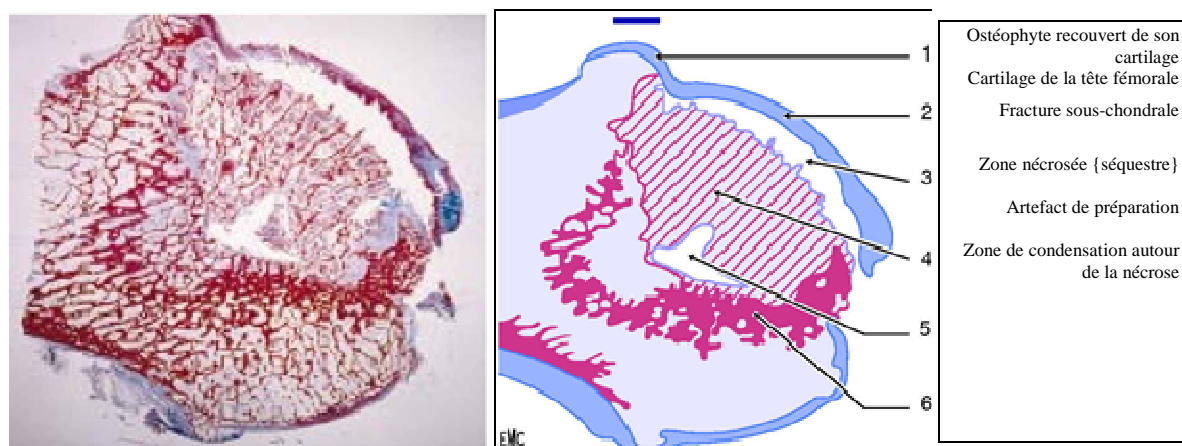 1
2
3
4
5
6
EMC
Ostéophyte recouvert de son
cartilage
Cartilage de la tête fémorale
Fracture sous-chondrale
Zone nécrosée {séquestre}
Artefact de préparation
Zone de condensation autour
de la nécrose